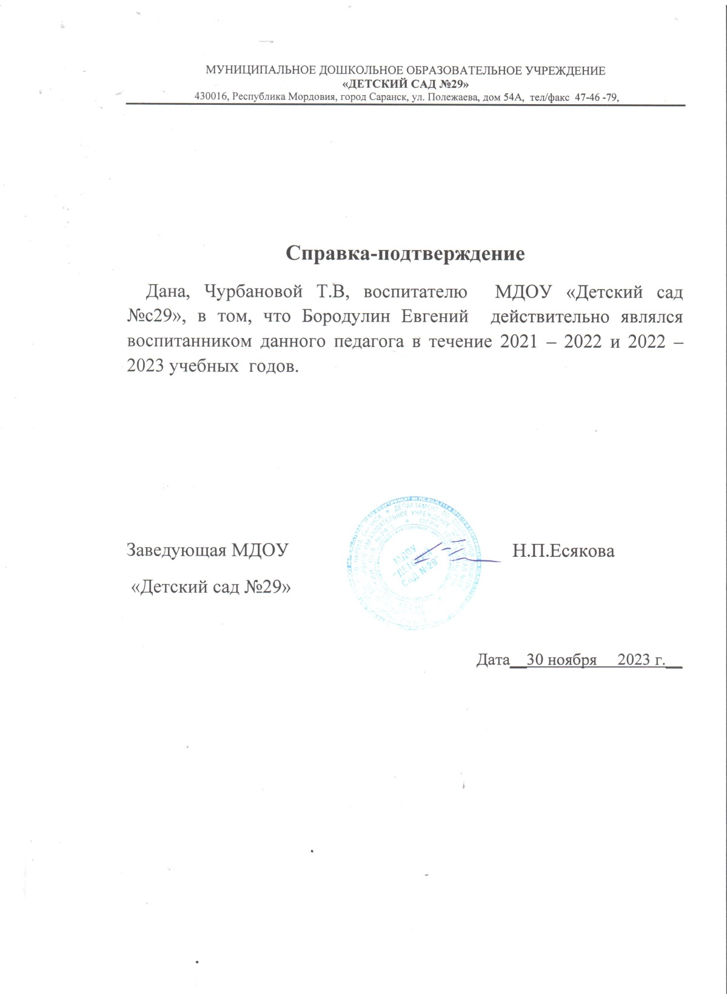 МУНИЦИПАЛЬНОЕ ДОШКОЛЬНОЕ ОБРАЗОВАТЕЛЬНОЕ УЧРЕЖДЕНИЕ
«ДЕТСКИЙ САД №29»
430016, Республика Мордовия, город Саранск, ул. Полежаева, дом 54А, тел/факс 47-46 -79,
Справка-подтверждение
Дана, Чурбановой Т.В, воспитателю МДОУ «Детский сад
№с29», в том, что Бородулин Евгений действительно являлся
воспитанником данного педагога в течение 2021 – 2022 и 2022 –
2023 учебных годов.
Заведующая МДОУ
Н.П.Есякова
«Детский сад №29»
МДОУ
"ДЕТСКИЙ
САД №29"
Дата__30 ноября 2023 г.__